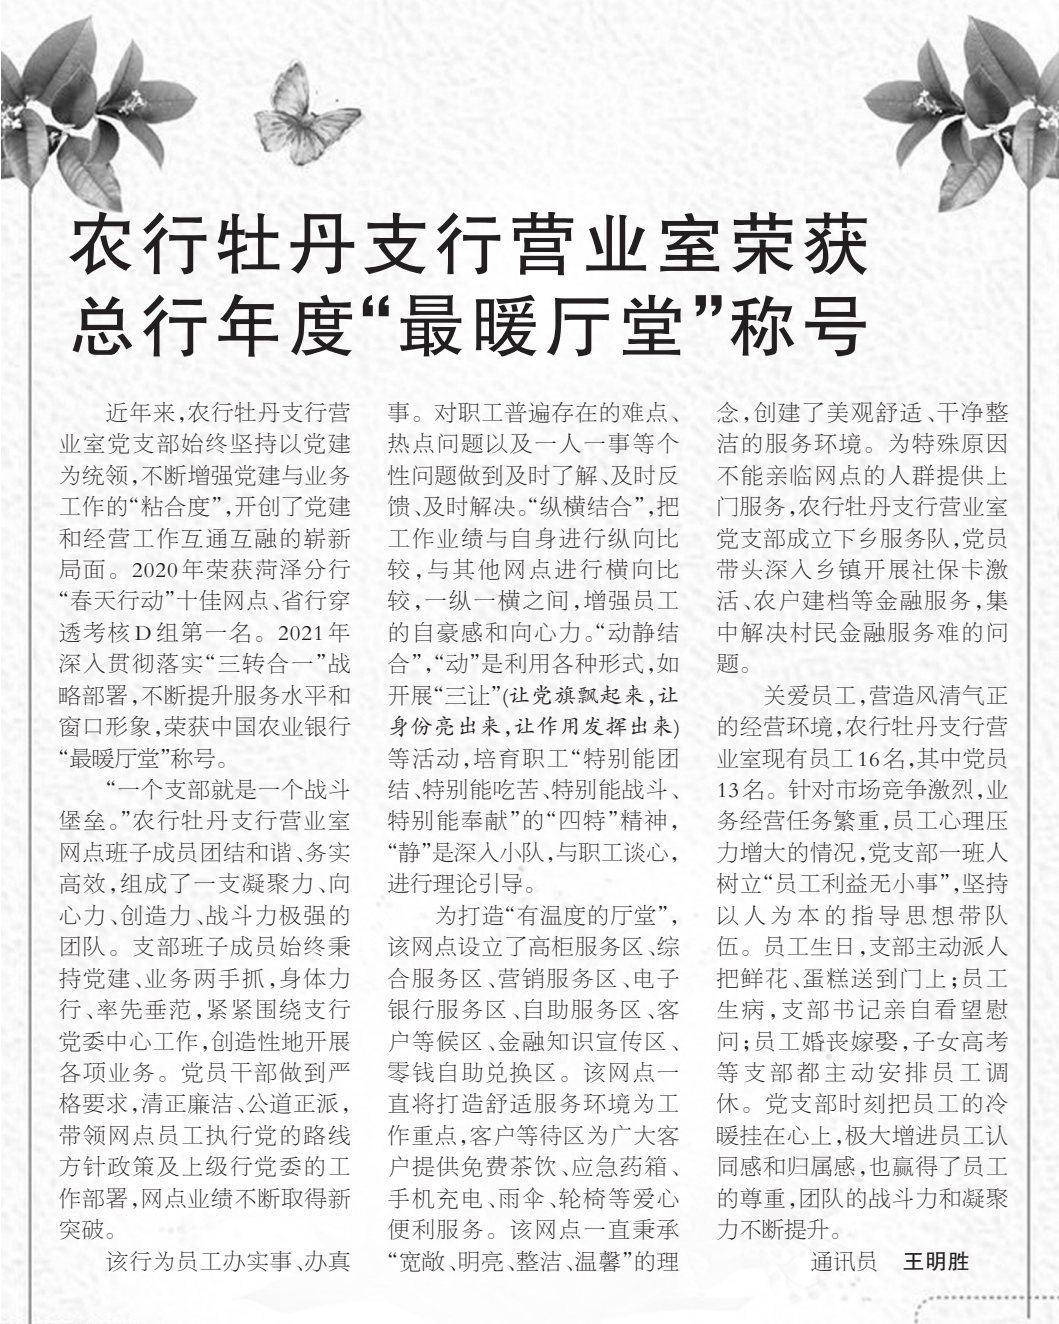 农行牡丹支行营业室荣获
总行年度“最暖厅堂”称号
近年来,农行牡丹支行营
业室党支部始终坚持以党建
为统领,不断增强党建与业务
工作的“粘合度”,开创了党建
和经营工作互通互融的崭新
局面。2020年荣获菏泽分行
“春天行动”十佳网点、省行穿
透考核D组第一名。2021年
深入贯彻落实“三转合一”战
略部署,不断提升服务水平和
窗口形象,荣获中国农业银行
“最暖厅堂”称号。
“一个支部就是一个战斗
堡垒。”农行牡丹支行营业室
网点班子成员团结和谐、务实
高效,组成了一支凝聚力、向
心力、创造力、战斗力极强的
团队。支部班子成员始终秉
持党建、业务两手抓,身体力
行、率先垂范,紧紧围绕支行
党委中心工作,创造性地开展
各项业务。党员干部做到严
格要求,清正廉洁、公道正派,
带领网点员工执行党的路线
方针政策及上级行党委的工
作部署,网点业绩不断取得新
突破。
该行为员工办实事、办真
事。对职工普遍存在的难点、
热点问题以及一人一事等个
性问题做到及时了解、及时反
馈、及时解决。“纵横结合”,把
工作业绩与自身进行纵向比
较,与其他网点进行横向比
较,一纵一横之间,增强员工
的自豪感和向心力。“动静结
合”,“动”是利用各种形式,如
开展“三让”(让党旗飘起来,让
身份亮出来,让作用发挥出来)
等活动,培育职工“特别能团
结、特别能吃苦、特别能战斗、
特别能奉献”的“四特”精神,
“静”是深入小队,与职工谈心,
进行理论引导。
为打造“有温度的厅堂”,
该网点设立了高柜服务区、综
合服务区、营销服务区、电子
银行服务区、自助服务区、客
户等候区、金融知识宣传区、
零钱自助兑换区。该网点一
直将打造舒适服务环境为工
作重点,客户等待区为广大客
户提供免费茶饮、应急药箱、
手机充电、雨伞、轮椅等爱心
便利服务。该网点一直秉承
“宽敞、明亮、整洁、温馨”的理
念,创建了美观舒适、干净整
洁的服务环境。为特殊原因
不能亲临网点的人群提供上
门服务,农行牡丹支行营业室
党支部成立下乡服务队,党员
带头深入乡镇开展社保卡激
活、农户建档等金融服务,集
中解决村民金融服务难的问
题。
关爱员工,营造风清气正
的经营环境,农行牡丹支行营
业室现有员工16名,其中党员
13名。针对市场竞争激烈,业
务经营任务繁重,员工心理压
力增大的情况,党支部一班人
树立“员工利益无小事”,坚持
以人为本的指导思想带队
伍。员工生日,支部主动派人
把鲜花、蛋糕送到门上;员工
生病,支部书记亲自看望慰
问;员工婚丧嫁娶,子女高考
等支部都主动安排员工调
休。党支部时刻把员工的冷
暖挂在心上,极大增进员工认
同感和归属感,也赢得了员工
的尊重,团队的战斗力和凝聚
力不断提升。
通讯员 王明胜